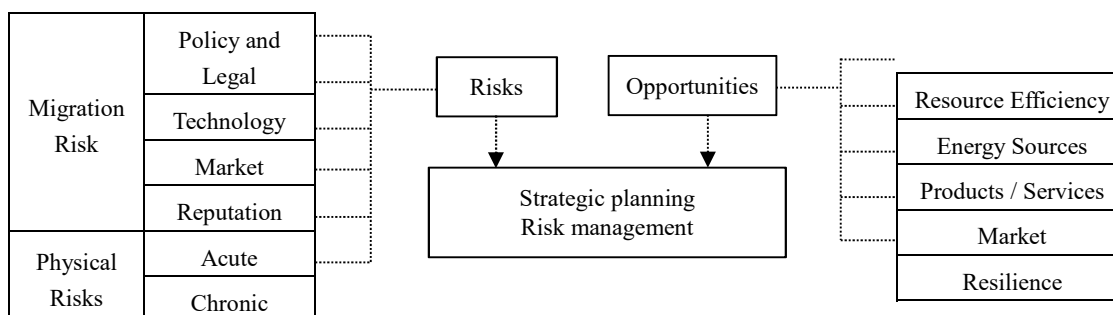 Migration
Risk
Policy and
Legal
Technology
Market
Reputation
Physical
Risks
Acute
Chronic
Risks
Opportunities
Strategic planning
Risk management
Resource Efficiency
Energy Sources
Products / Services
Market
Resilience